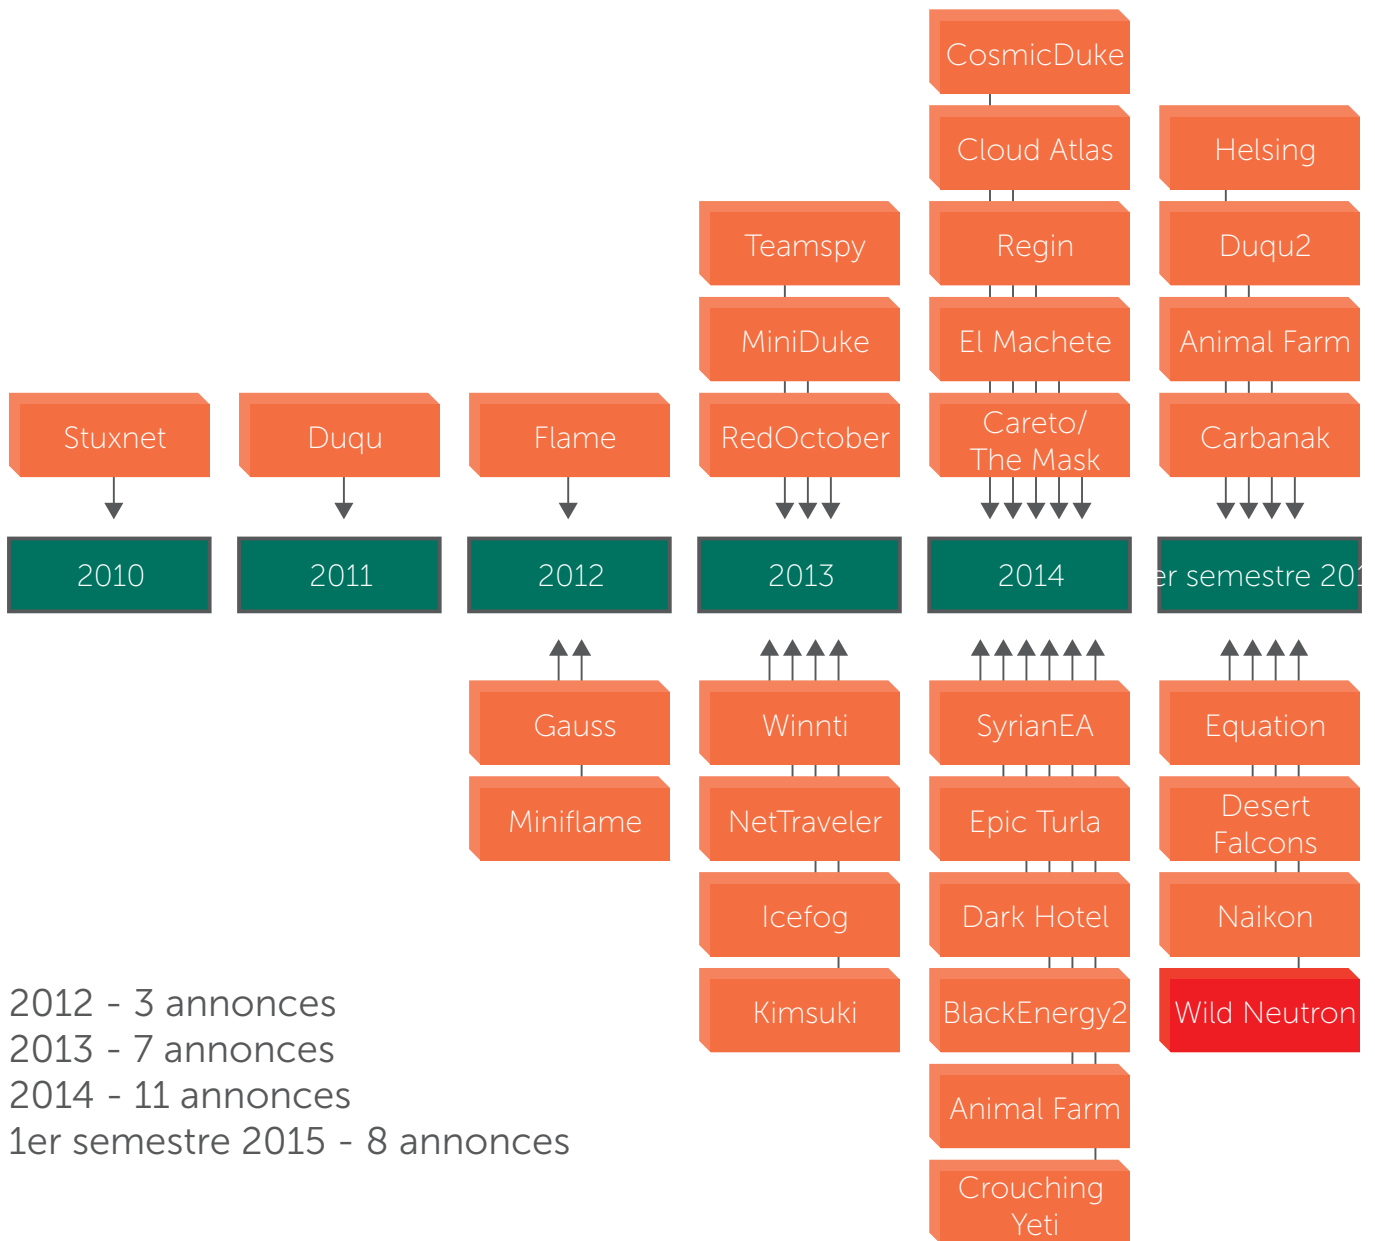 CosmicDuke
Cloud Atlas
Helsing
Teamspy
Regin
Duqu2
MiniDuke
El Machete
Animal Farm
Stuxnet
Duqu
Flame
RedOctober
Careto/
The Mask
Carbanak
2010
2011
2012
2013
2014
er semestre 201
Gauss
Winnti
SyrianEA
Equation
Miniflame
NetTraveler
Epic Turla
Desert
Falcons
Icefog
Dark Hotel
Naikon
Kimsuki
BlackEnergy2
Wild Neutron
Animal Farm
Crouching
Yeti
2012 - 3 annonces
2013 - 7 annonces
2014 - 11 annonces
1er semestre 2015 - 8 annonces